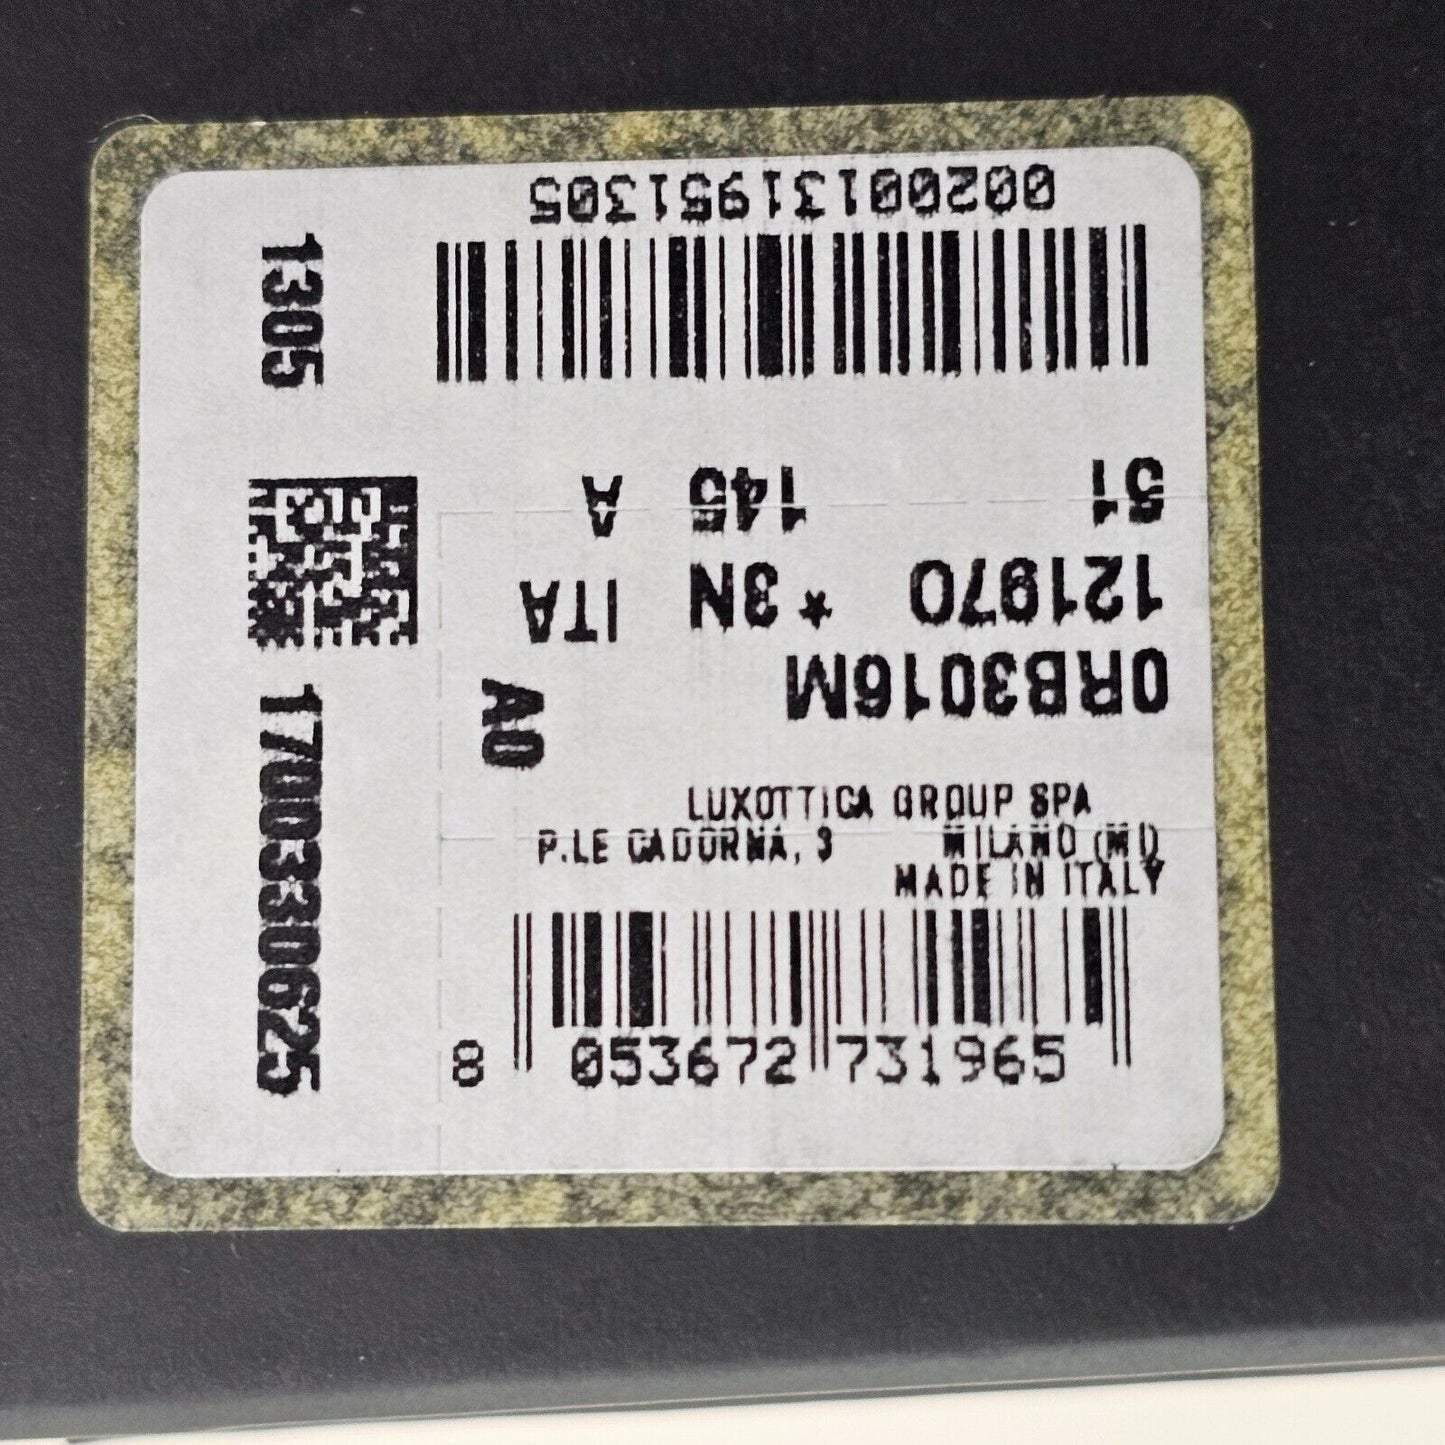 00200131951305
1305
51 145 A
121970 * 3N ITA
0RB3016M
A0
1700330625
LUXOTTICA GROUP SPA
P.LE CADORNA, 3 MILANO (MI)
MADE IN ITALY
8 053672 731965